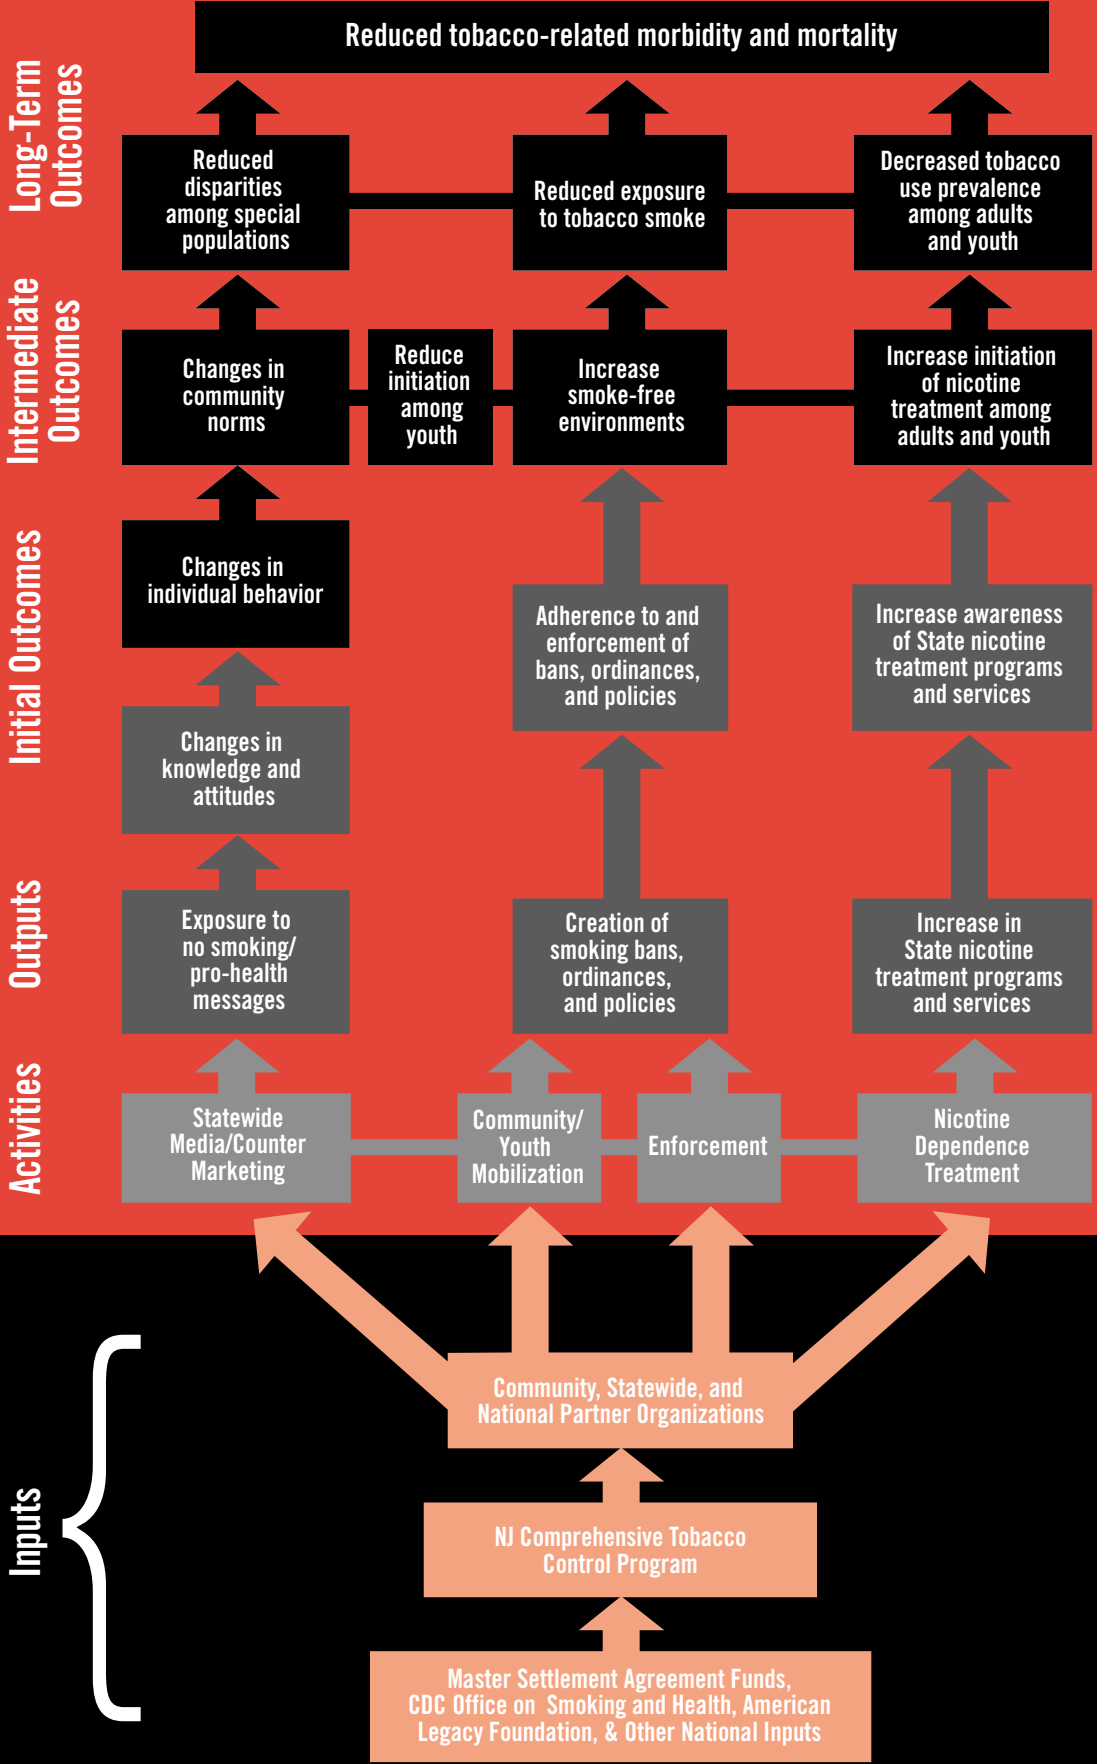 Reduced tobacco-related morbidity and mortality
Long-Term
Outcomes
Reduced
disparities
among special
populations
Reduced exposure
to tobacco smoke
Decreased tobacco
use prevalence
among adults
and youth
Intermediate
Outcomes
Changes in
community
norms
Reduce
initiation
among
youth
Increase
smoke-free
environments
Increase initiation
of nicotine
treatment among
adults and youth
Initial Outcomes
Changes in
individual behavior
Adherence to and
enforcement of
bans, ordinances,
and policies
Increase awareness
of State nicotine
treatment programs
and services
Changes in
knowledge and
attitudes
Outputs
Exposure to
no smoking/
pro-health
messages
Creation of
smoking bans,
ordinances,
and policies
Increase in
State nicotine
treatment programs
and services
Activities
Statewide
Media/Counter
Marketing
Community/
Youth
Mobilization
Enforcement
Nicotine
Dependence
Treatment
Inputs
Community, Statewide, and
National Partner Organizations
NJ Comprehensive Tobacco
Control Program
Master Settlement Agreement Funds,
CDC Office on Smoking and Health, American
Legacy Foundation, & Other National Inputs